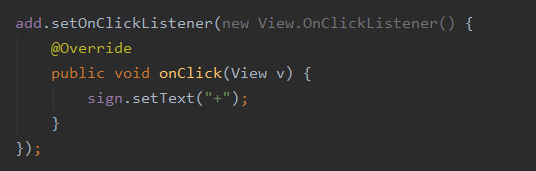 add.setOnClickListener(new View.OnClickListener() {
    @Override
    public void onClick(View v) {
        sign.setText("+");
    }
});